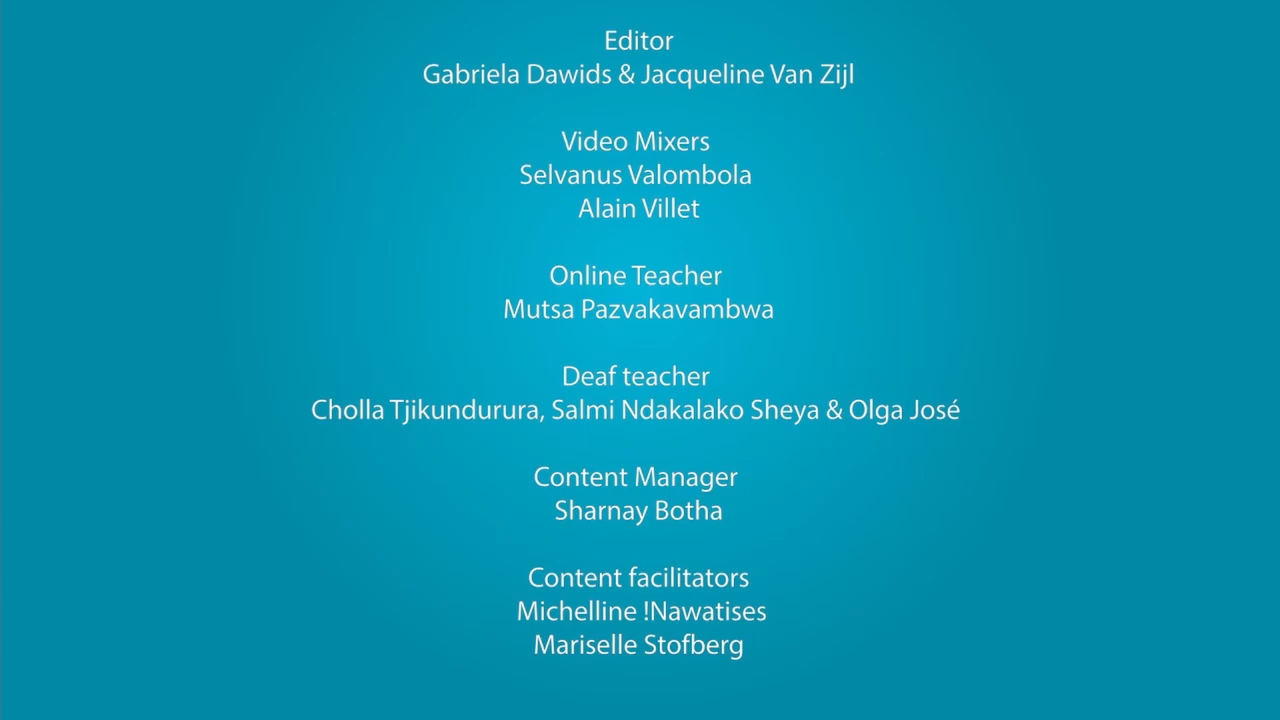 Editor
Gabriela Dawids & Jacqueline Van Zijl
Video Mixers
Selvanus Valombola
Alain Villet
Online Teacher
Mutsa Pazvakavambwa
Deaf teacher
Cholla Tjikundurura, Salmi Ndakalako Sheya & Olga José
Content Manager
Sharnay Botha
Content facilitators
Michelline !Nawatises
Mariselle Stofberg